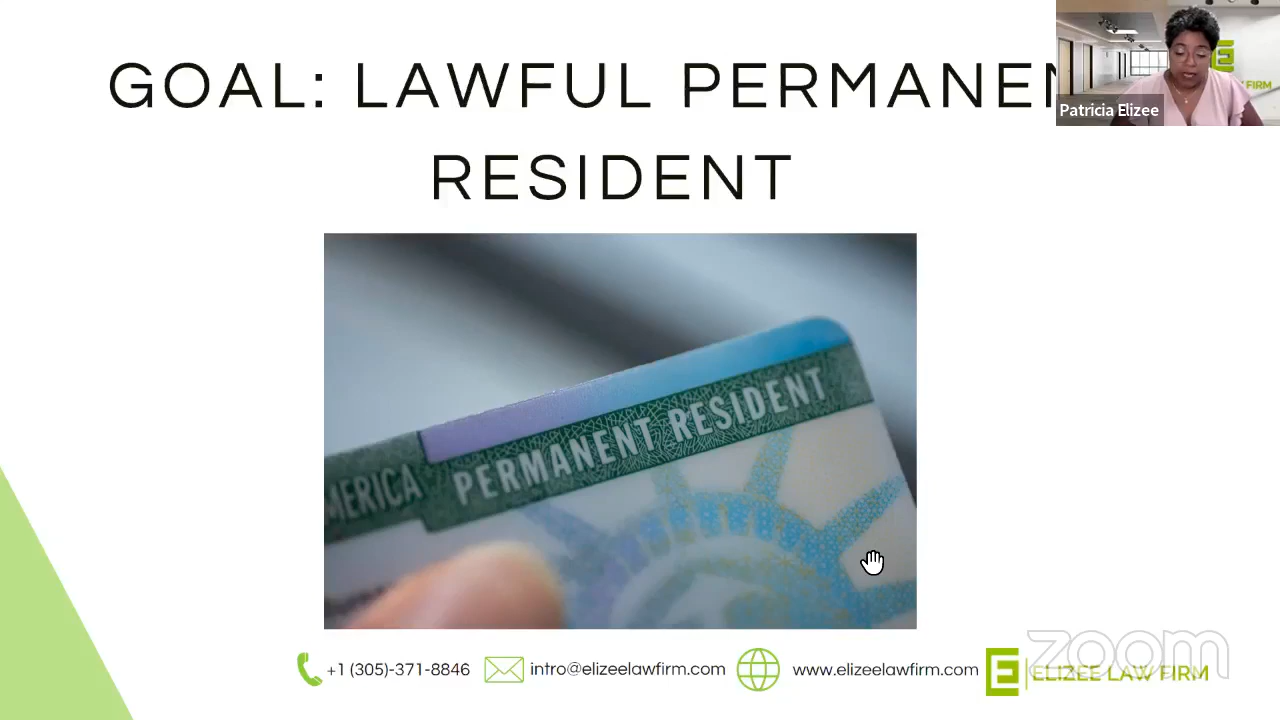 GOAL: LAWFUL PERMANEN
RESIDENT
E
FIRM
Patricia Elizee
MERICA
PERMANENT RESIDENT
+1 (305)-371-8846
intro@elizeelawfirm.com
www.elizeelawfirm.com
E
ELIZEE LAW FIRM
zoom